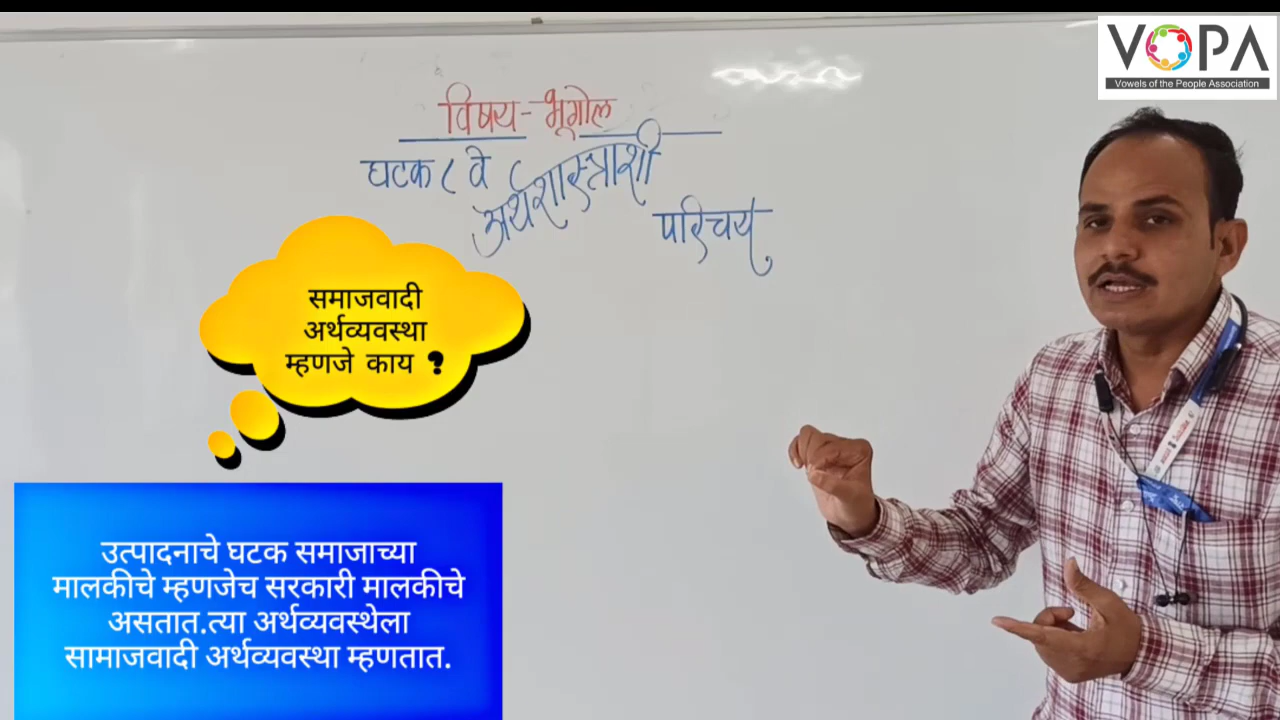 VOPA
Vowels of the People Association
विषय - भूगोल
घटक ८ वे
अर्थशास्त्राशी
परिचय
समाजवादी
अर्थव्यवस्था
म्हणजे काय ?
उत्पादनाचे घटक समाजाच्या
मालकीचे म्हणजेच सरकारी मालकीचे
असतात.त्या अर्थव्यवस्थेला
सामाजवादी अर्थव्यवस्था म्हणतात.